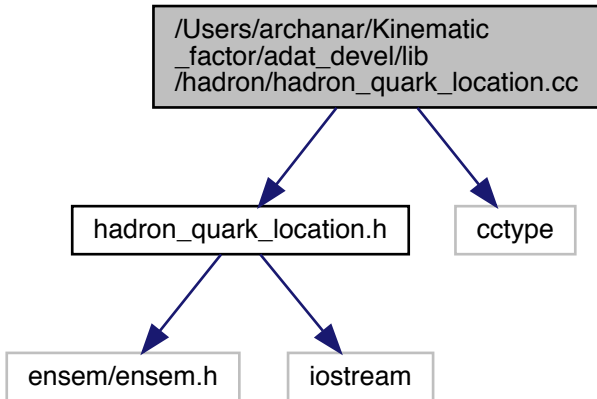 /Users/archanar/Kinematic
_factor/adat_devel/lib
/hadron/hadron_quark_location.cc
hadron_quark_location.h
cctype
ensem/ensem.h
iostream